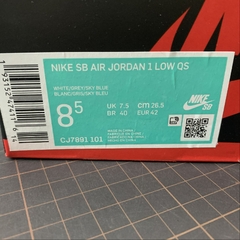 NIKE SB AIR JORDAN 1 LOW QS
WHITE/GREY/SKY BLUE
BLANC/GRIS/SKY BLEU
8.5
UK 7.5
CM 26.5
BR 40
EUR 42
CJ7891 101
NIKE SB